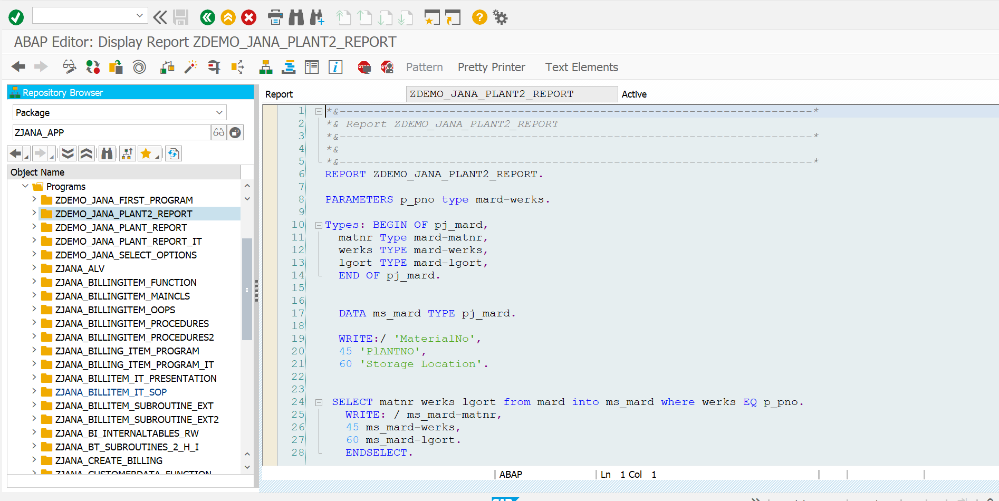 ABAP Editor: Display Report ZDEMO_JANA_PLANT2_REPORT
Pattern Pretty Printer Text Elements
Repository Browser
Package
ZJANA_APP
Object Name
Programs
ZDEMO_JANA_FIRST_PROGRAM
ZDEMO_JANA_PLANT2_REPORT
ZDEMO_JANA_PLANT_REPORT
ZDEMO_JANA_PLANT_REPORT_IT
ZDEMO_JANA_SELECT_OPTIONS
ZJANA_ALV
ZJANA_BILLINGITEM_FUNCTION
ZJANA_BILLINGITEM_MAINCLS
ZJANA_BILLINGITEM_OOPS
ZJANA_BILLINGITEM_PROCEDURES
ZJANA_BILLINGITEM_PROCEDURES2
ZJANA_BILLING_ITEM_PROGRAM
ZJANA_BILLING_ITEM_PROGRAM_IT
ZJANA_BILLITEM_IT_PRESENTATION
ZJANA_BILLITEM_IT_SOP
ZJANA_BILLITEM_SUBROUTINE_EXT
ZJANA_BILLITEM_SUBROUTINE_EXT2
ZJANA_BI_INTERNALTABLES_RW
ZJANA_BT_SUBROUTINES_2_H_I
ZJANA_CREATE_BILLING
ZJANA_CUSTOMERDATA_FUNCTION
Report ZDEMO_JANA_PLANT2_REPORT Active
1 *&---------------------------------------------------------------------*
2 *& Report ZDEMO_JANA_PLANT2_REPORT
3 *&---------------------------------------------------------------------*
4 *&
5 *&---------------------------------------------------------------------*
6 REPORT ZDEMO_JANA_PLANT2_REPORT.
7
8 PARAMETERS p_pno type mard-werks.
9
10 Types: BEGIN OF pj_mard,
11 matnr Type mard-matnr,
12 werks TYPE mard-werks,
13 lgort TYPE mard-lgort,
14 END OF pj_mard.
15
16
17 DATA ms_mard TYPE pj_mard.
18
19 WRITE:/ 'MaterialNo',
20 45 'PlANTNO',
21 60 'Storage Location'.
22
23
24 SELECT matnr werks lgort from mard into ms_mard where werks EQ p_pno.
25 WRITE: / ms_mard-matnr,
26 45 ms_mard-werks,
27 60 ms_mard-lgort.
28 ENDSELECT.
ABAP Ln 1 Col 1
SAP